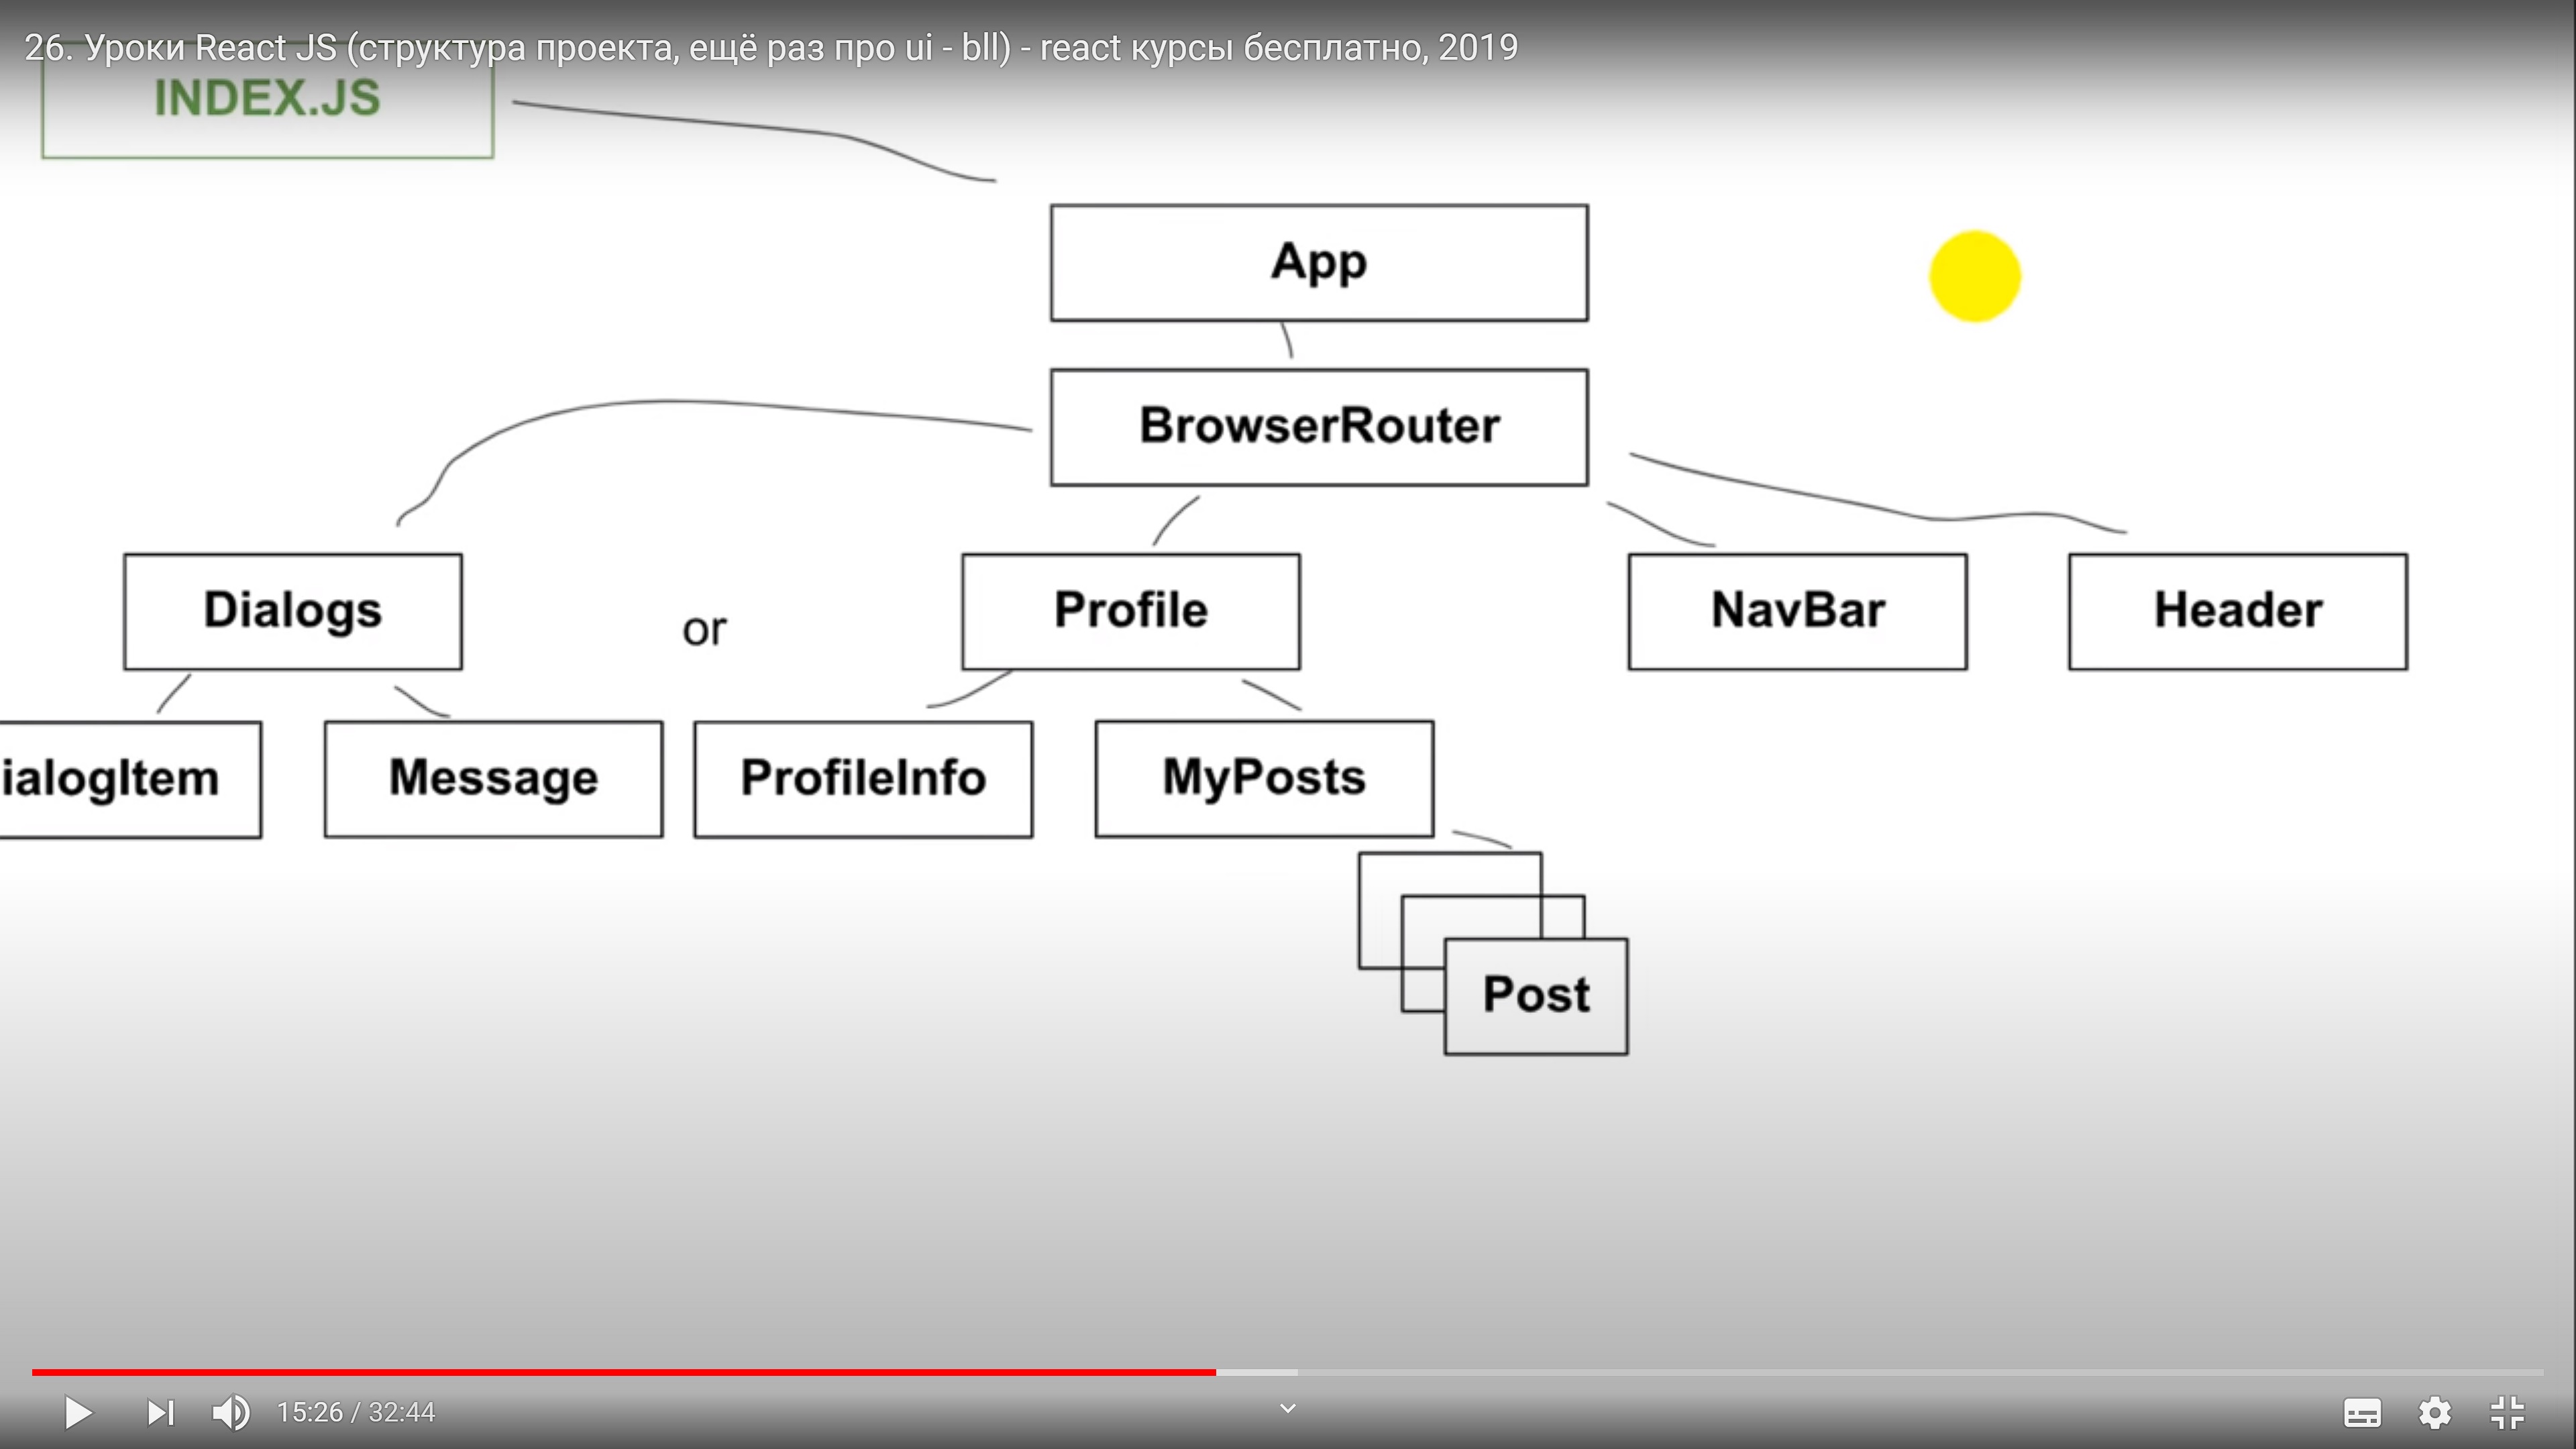 26. Уроки React JS (структура проекта, ещё раз про ui - bll) - react курсы бесплатно, 2019
INDEX.JS
App
BrowserRouter
Dialogs
or
Profile
NavBar
Header
ialogItem
Message
ProfileInfo
MyPosts
Post
15:26 / 32:44